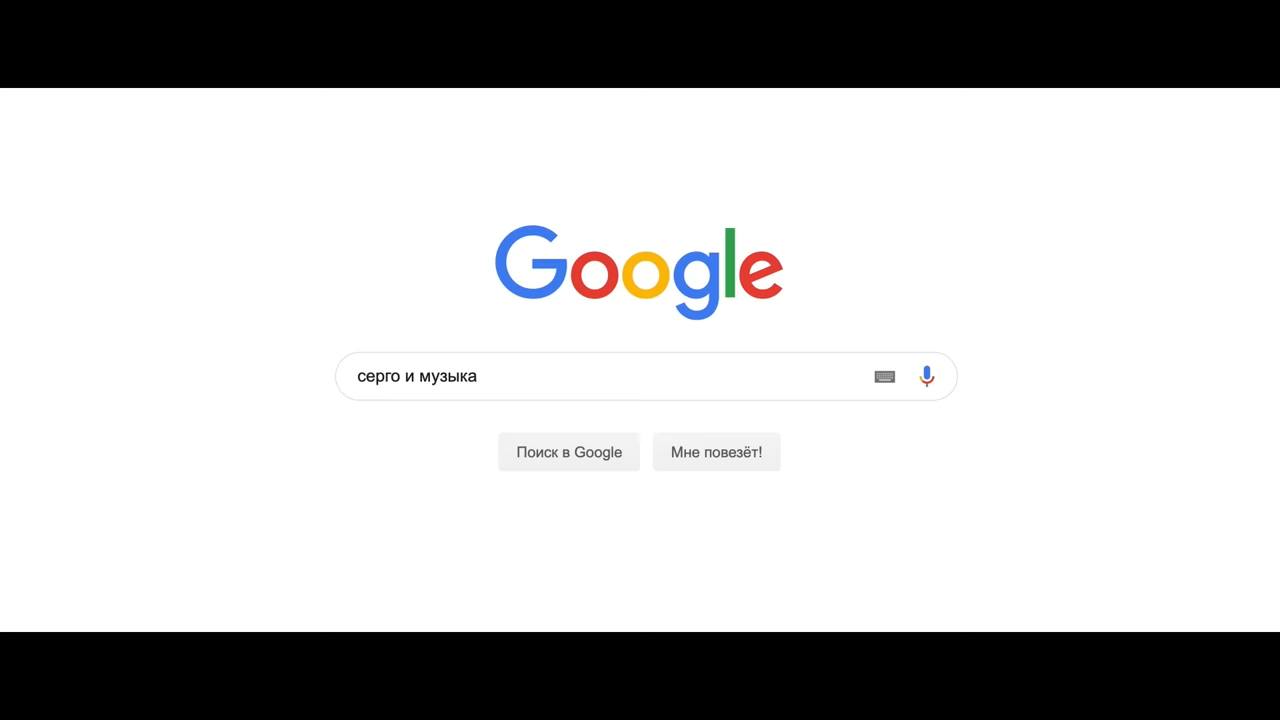 Google
серго и музыка
Поиск в Google
Мне повезёт!